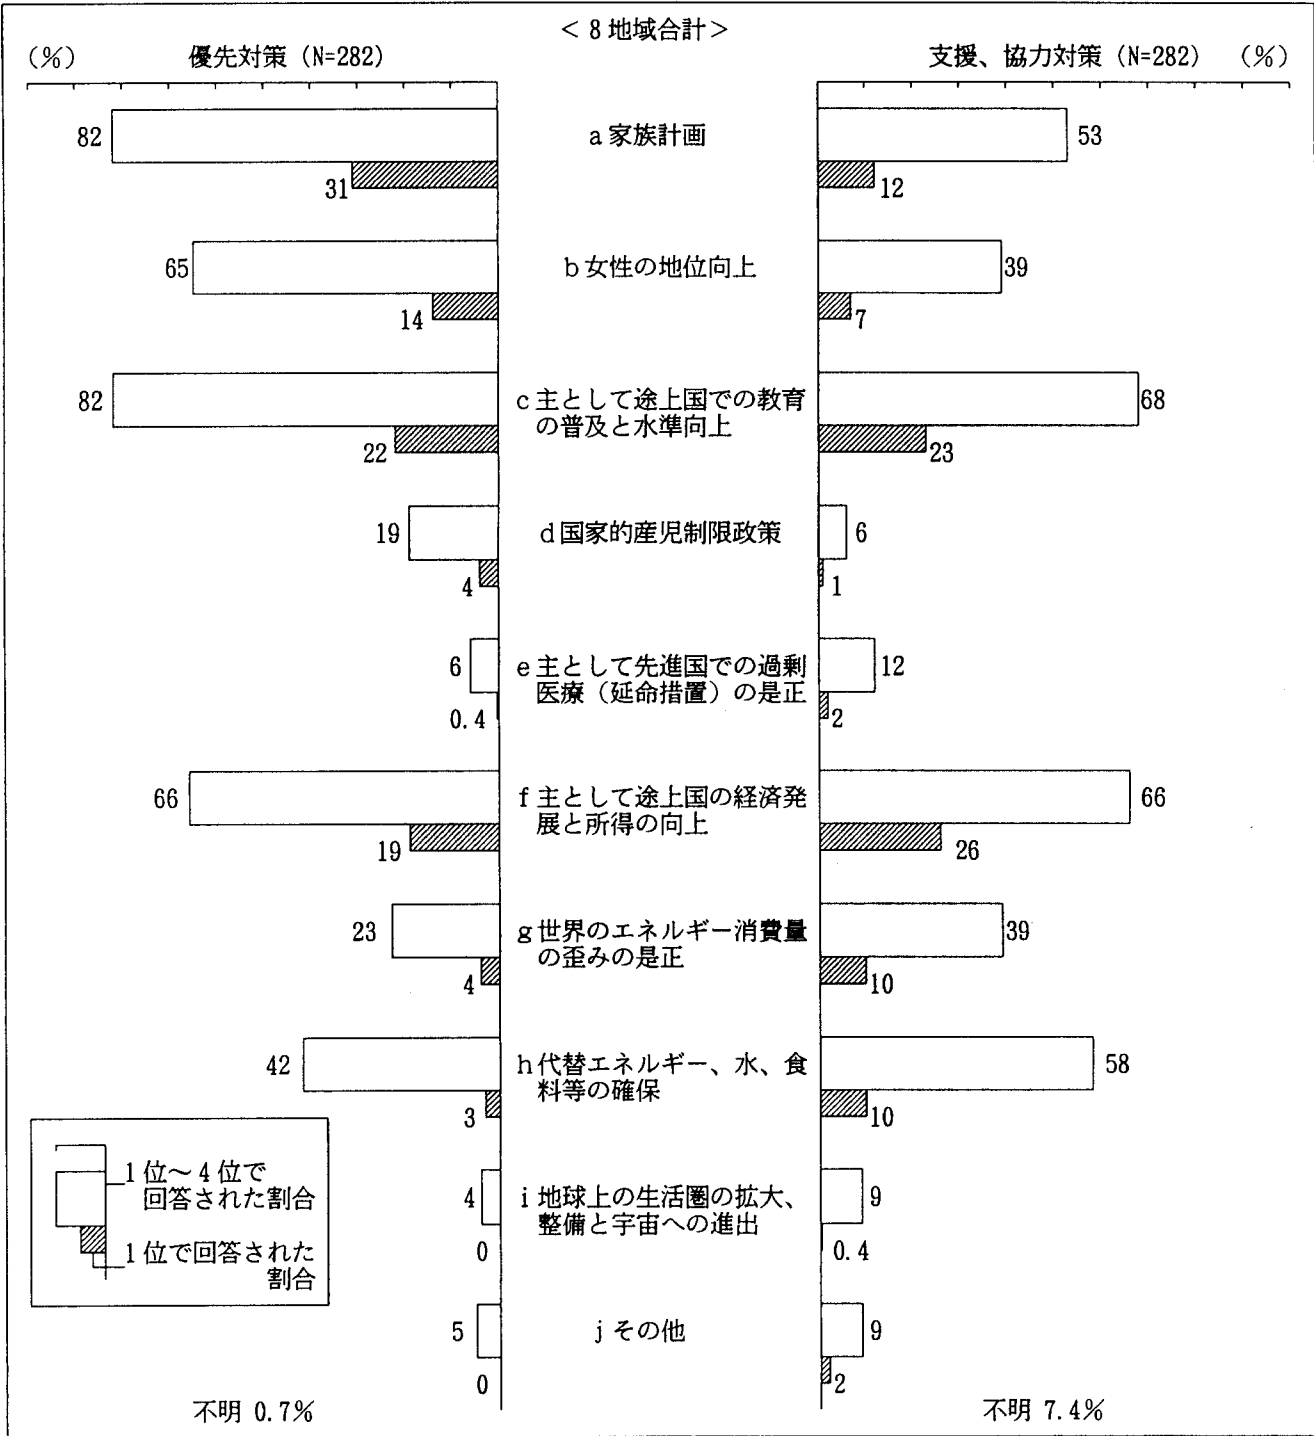 ＜8地域合計＞
(％) 優先対策 (N=282) 支援、協力対策 (N=282) (％)
82 a家族計画 53
31 12
65 b女性の地位向上 39
14 7
82 c主として途上国での教育 68
の普及と水準向上
22 23
19 d国家的産児制限政策 6
4 1
6 e主として先進国での過剰 12
医療（延命措置）の是正
0.4 2
66 f主として途上国の経済発 66
展と所得の向上
19 26
23 g世界のエネルギー消費量 39
の歪みの是正
4 10
42 h代替エネルギー、水、食 58
料等の確保
3 10
4 i地球上の生活圏の拡大、 9
整備と宇宙への進出
0 0.4
5 jその他 9
0 2
1位～4位で
回答された割合
1位で回答された
割合
不明 0.7％ 不明 7.4％